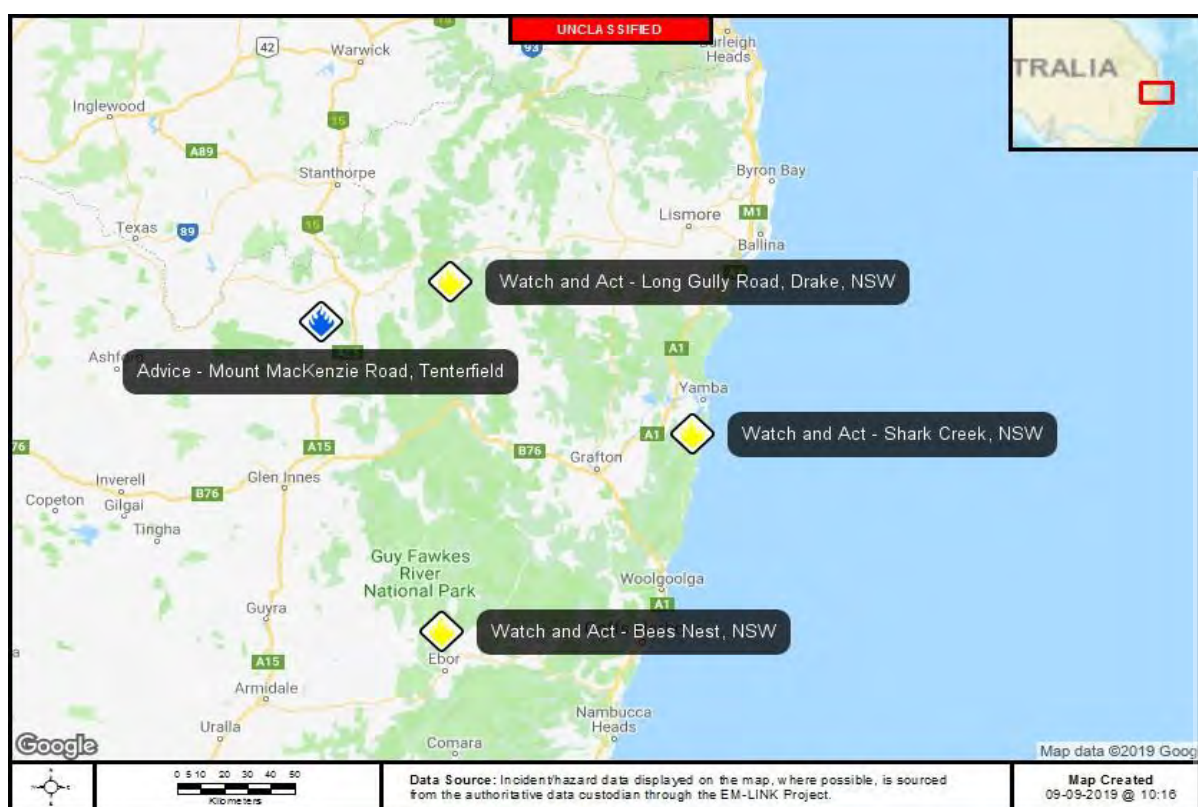 UNCLASSIFIED
42
Warwick
93
Burleigh
Heads
TRALIA
Inglewood
15
A89
Stanthorpe
Byron Bay
Lismore
M1
Texas
89
15
Ballina
Watch and Act - Long Gully Road, Drake, NSW
Advice - Mount MacKenzie Road, Tenterfield
A1
Yamba
Watch and Act - Shark Creek, NSW
A1
76
A15
B76
Grafton
Inverell
Glen Innes
Copeton
Gilgai
B76
Tingha
Guy Fawkes
River
National Park
Woolgoolga
A1
Guyra
Watch and Act - Bees Nest, NSW
Ebor
A15
Armidale
Uralla
Nambucca
Heads
Comara
Google
Map data ©2019 Goog
0 5 10 20 30 40 50
Kilometers
Data Source: Incident/hazard data displayed on the map, where possible, is sourced
from the authoritative data custodian through the EM-LINK Project.
Map Created
09-09-2019 @ 10:16